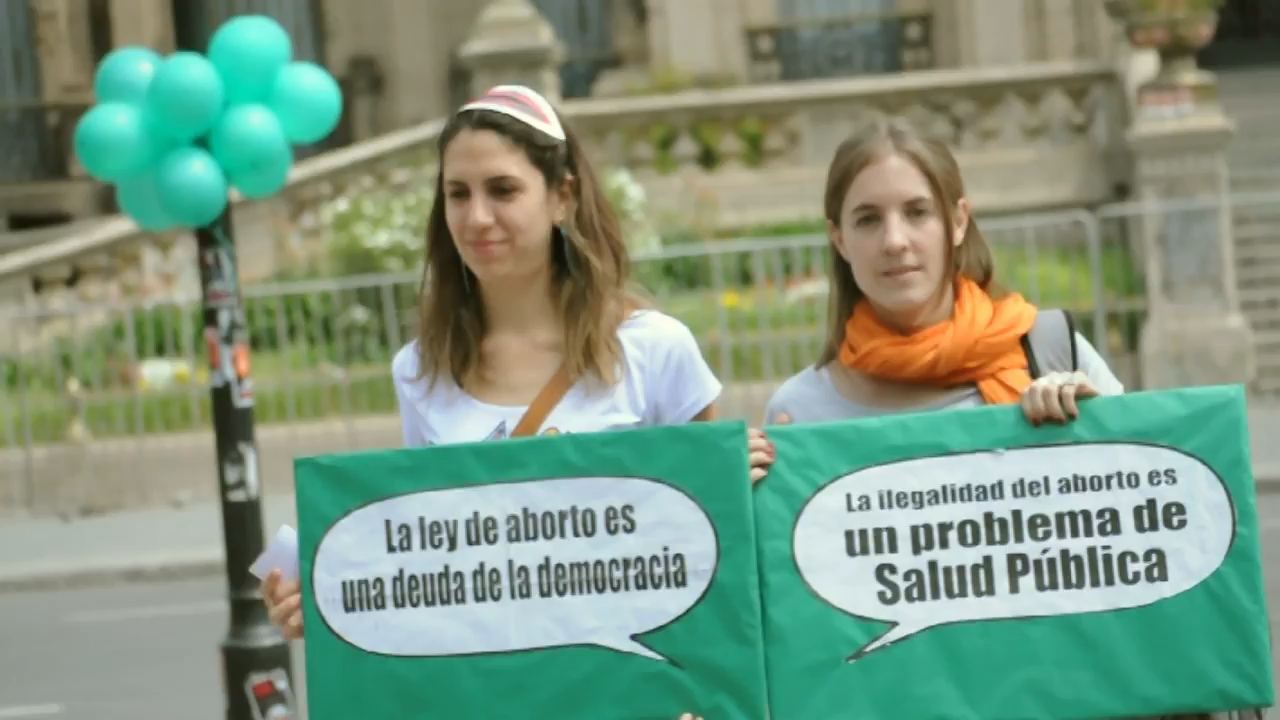 La ley de aborto es
una deuda de la democracia
La ilegalidad del aborto es
un problema de
Salud Pública